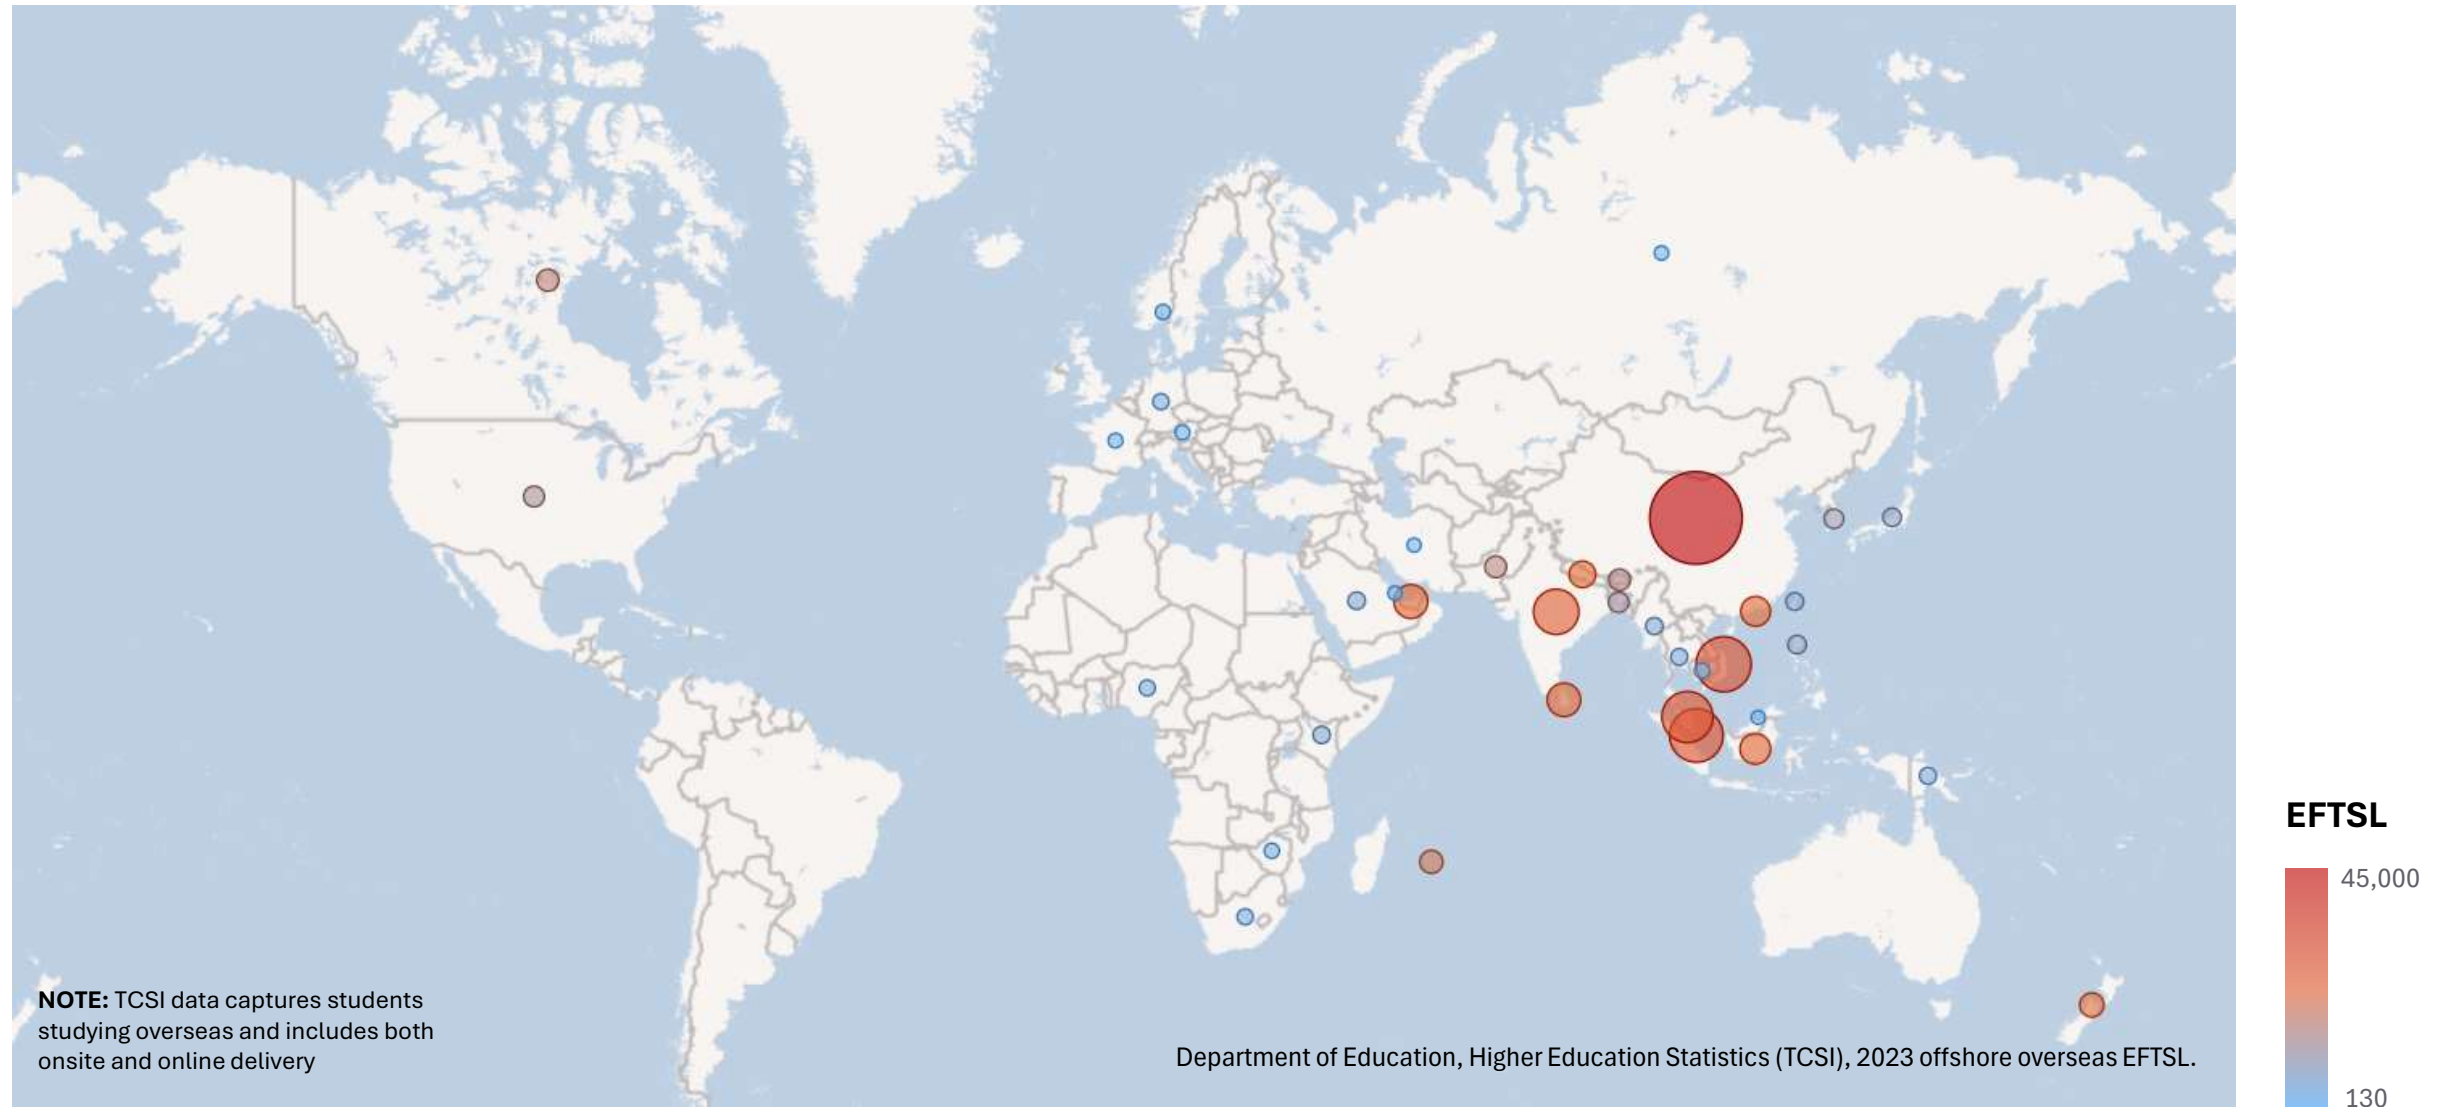 EFTSL
45,000
130
NOTE: TCSI data captures students
studying overseas and includes both
onsite and online delivery
Department of Education, Higher Education Statistics (TCSI), 2023 offshore overseas EFTSL.